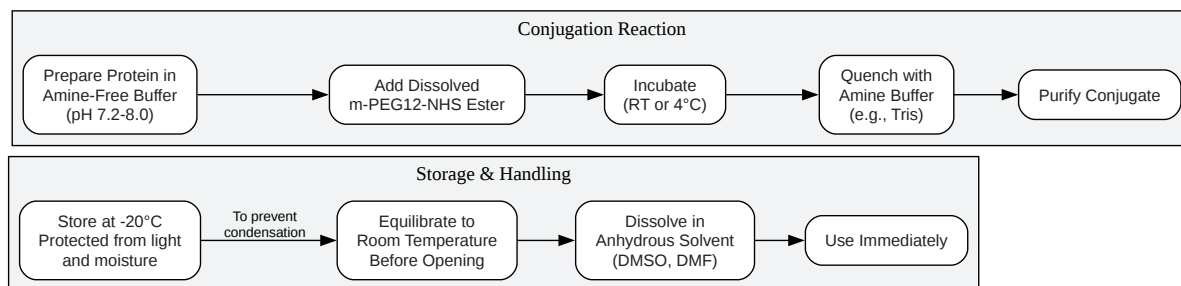 Conjugation Reaction
Prepare Protein in
Amine-Free Buffer
(pH 7.2-8.0)
Add Dissolved
m-PEG12-NHS Ester
Incubate
(RT or 4°C)
Quench with
Amine Buffer
(e.g., Tris)
Purify Conjugate
Storage & Handling
Store at -20°C
Protected from light
and moisture
To prevent
condensation
Equilibrate to
Room Temperature
Before Opening
Dissolve in
Anhydrous Solvent
(DMSO, DMF)
Use Immediately